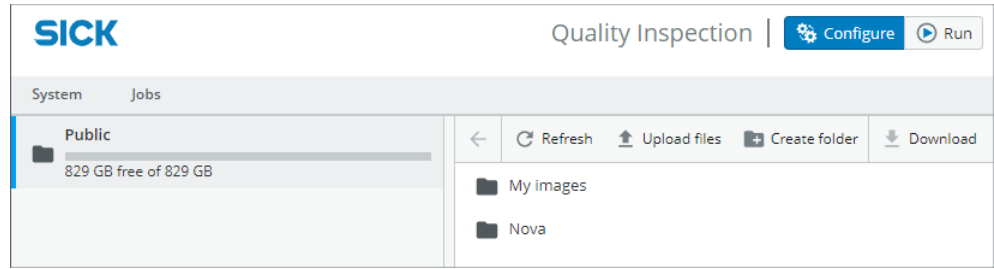 SICK
Quality Inspection | Configure Run
System Jobs
Public
829 GB free of 829 GB
Refresh Upload files Create folder Download
My images
Nova